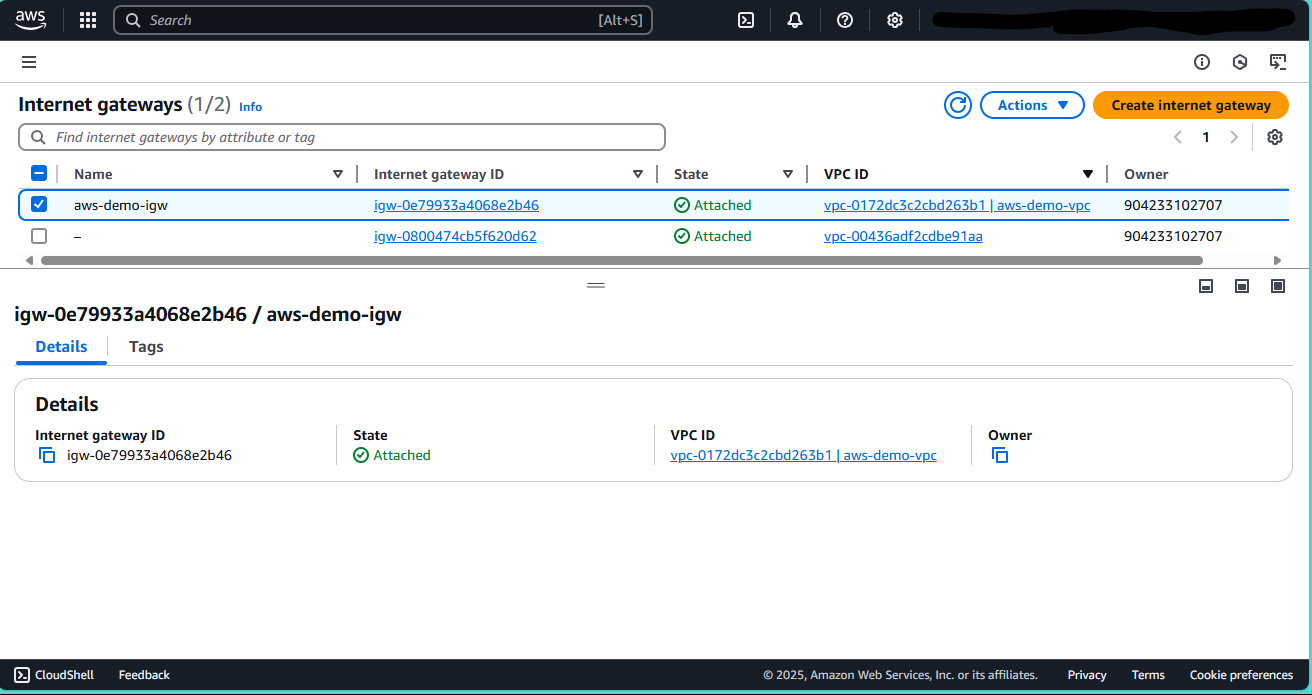 aws Search [Alt+S]
Internet gateways (1/2) Info Actions Create internet gateway
Find internet gateways by attribute or tag 1
Name Internet gateway ID State VPC ID Owner
aws-demo-igw igw-0e79933a4068e2b46 Attached vpc-0172dc3c2cbd263b1 | aws-demo-vpc 904233102707
– igw-0800474cb5f620d62 Attached vpc-00436adf2cdbe91aa 904233102707
igw-0e79933a4068e2b46 / aws-demo-igw
Details Tags
Details
Internet gateway ID State VPC ID Owner
igw-0e79933a4068e2b46 Attached vpc-0172dc3c2cbd263b1 | aws-demo-vpc
CloudShell Feedback © 2025, Amazon Web Services, Inc. or its affiliates. Privacy Terms Cookie preferences